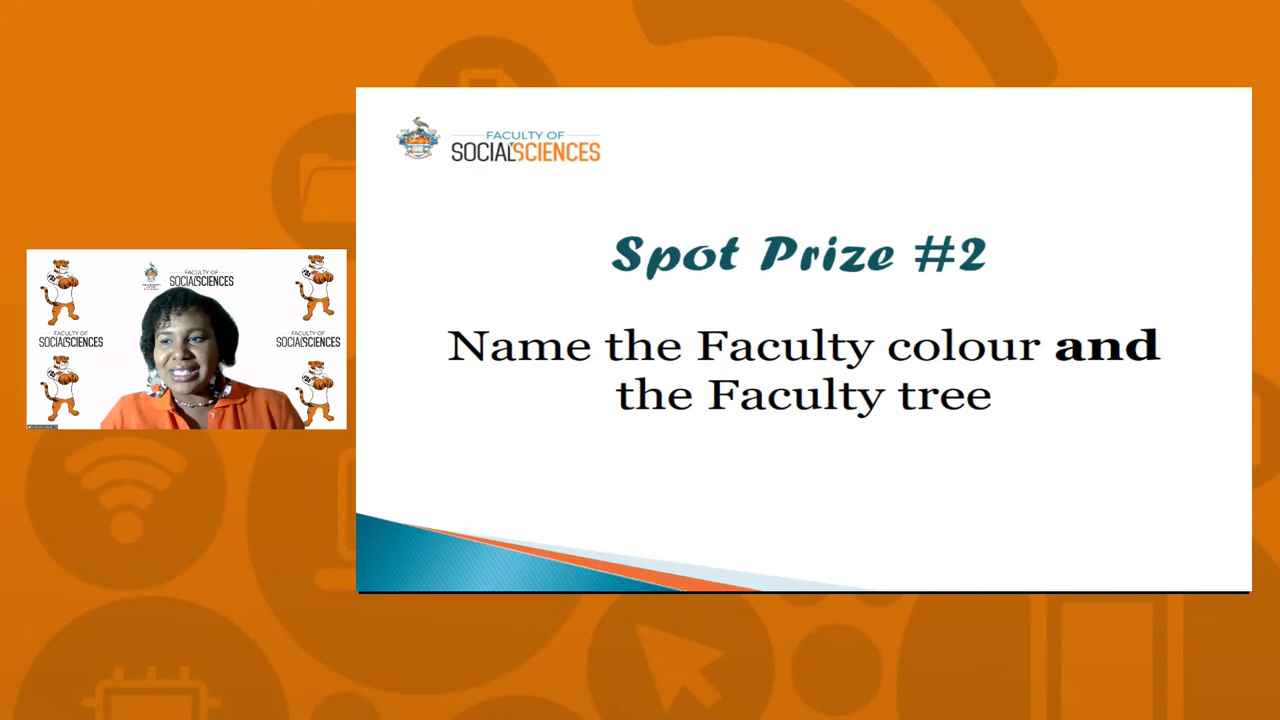 FACULTY OF
SOCIAL SCIENCES
Spot Prize #2
Name the Faculty colour and
the Faculty tree
FACULTY OF
SOCIAL SCIENCES
FACULTY OF
SOCIAL SCIENCES
FACULTY OF
SOCIAL SCIENCES